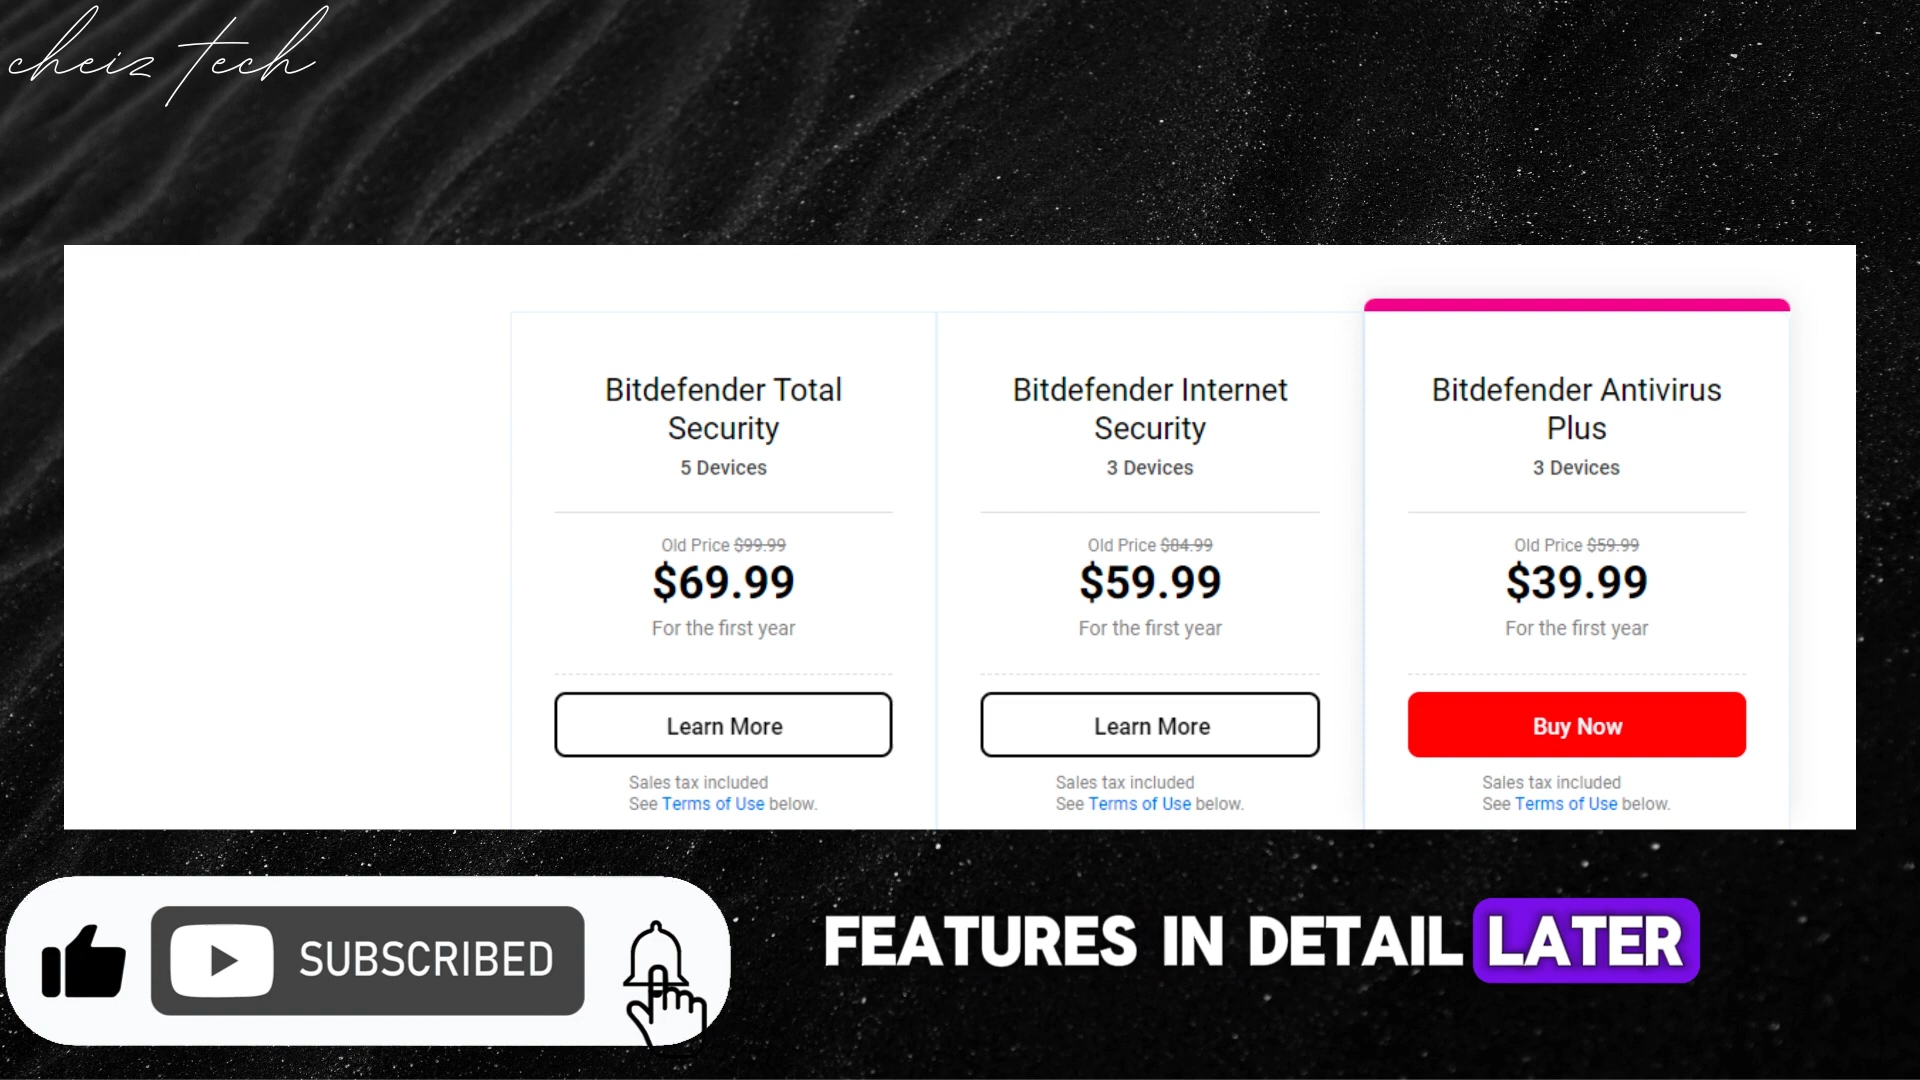 cheiz tech
Bitdefender Total
Security
5 Devices
Old Price $99.99
$69.99
For the first year
Learn More
Sales tax included
See Terms of Use below.
Bitdefender Internet
Security
3 Devices
Old Price $84.99
$59.99
For the first year
Learn More
Sales tax included
See Terms of Use below.
Bitdefender Antivirus
Plus
3 Devices
Old Price $59.99
$39.99
For the first year
Buy Now
Sales tax included
See Terms of Use below.
SUBSCRIBED
FEATURES IN DETAIL LATER